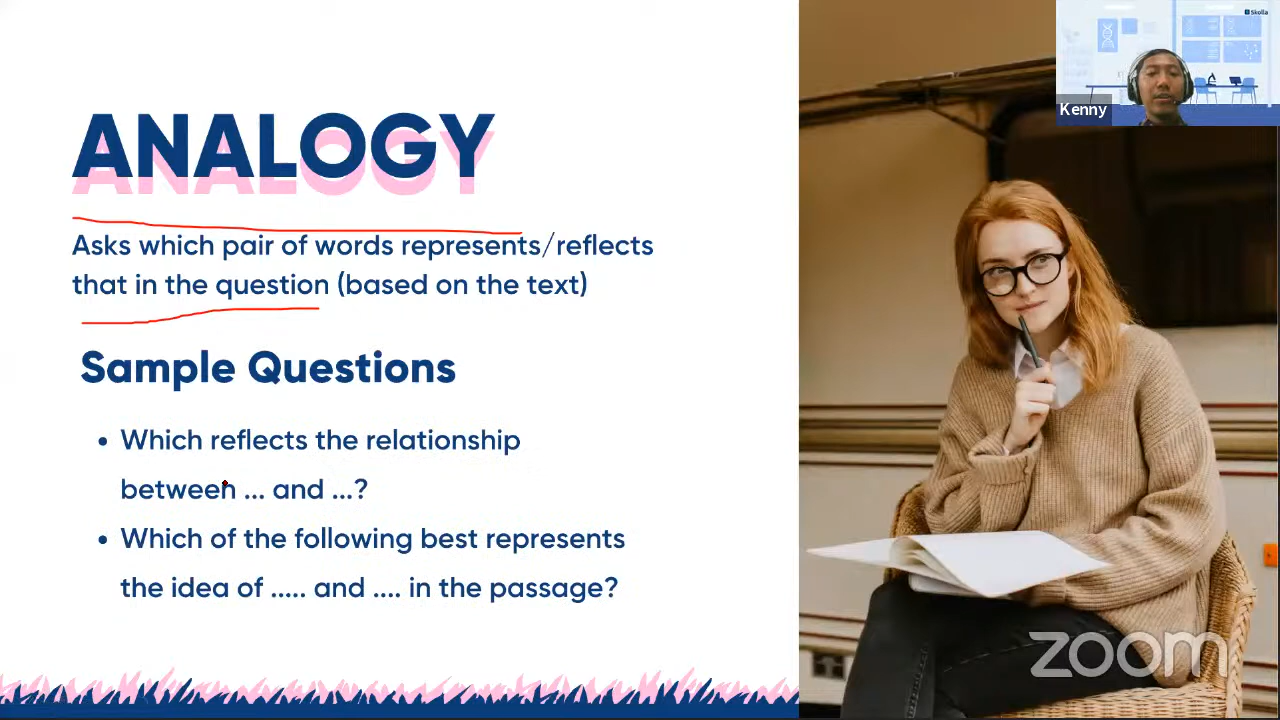 ANALOGY
Asks which pair of words represents/reflects
that in the question (based on the text)
Sample Questions
• Which reflects the relationship
between ... and ...?
• Which of the following best represents
the idea of ..... and .... in the passage?
Skolla
Kenny
zoom